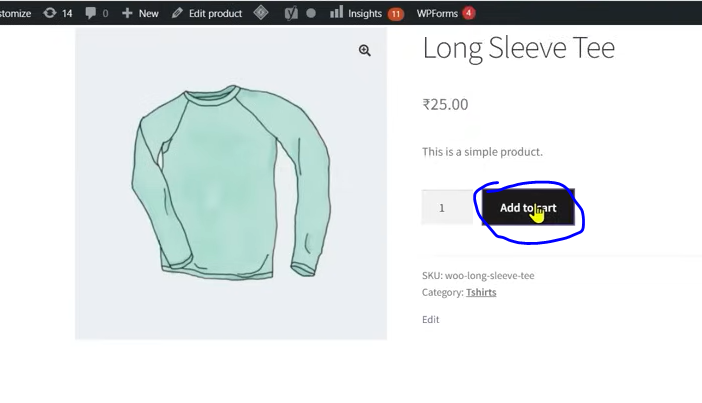 stomize 14 0 New Edit product Insights 11 WPForms 4
Long Sleeve Tee
₹25.00
This is a simple product.
1 Add to cart
SKU: woo-long-sleeve-tee
Category: Tshirts
Edit